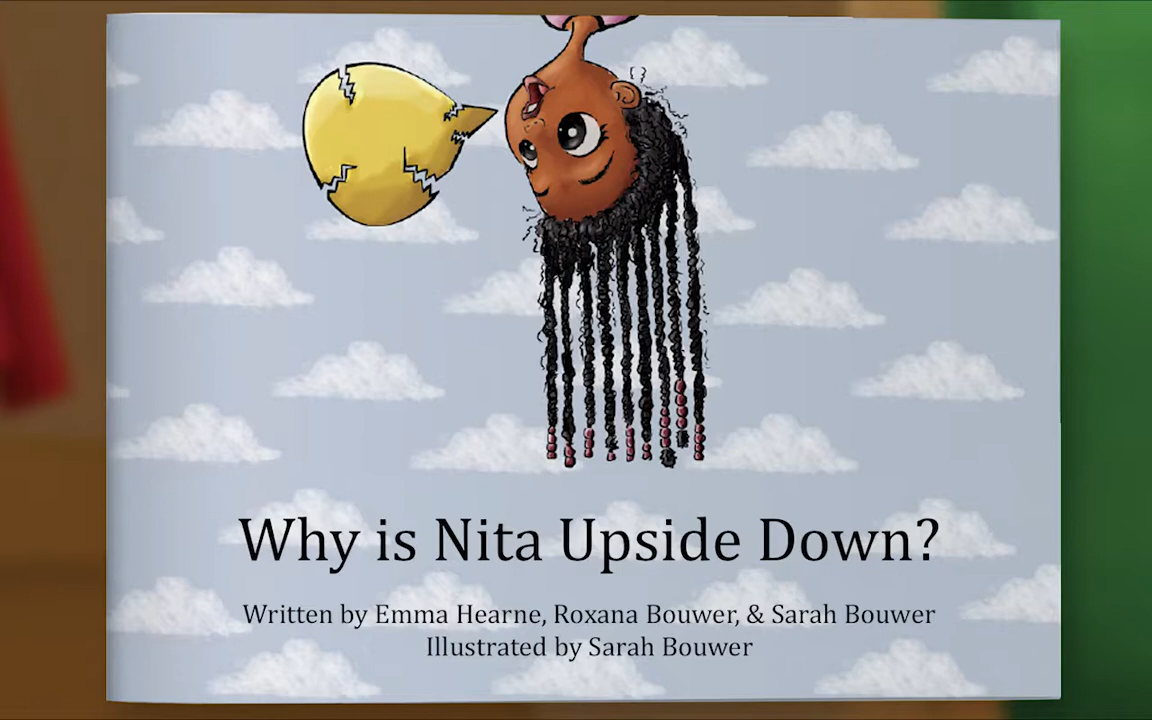 Why is Nita Upside Down?
Written by Emma Hearne, Roxana Bouwer, & Sarah Bouwer
Illustrated by Sarah Bouwer